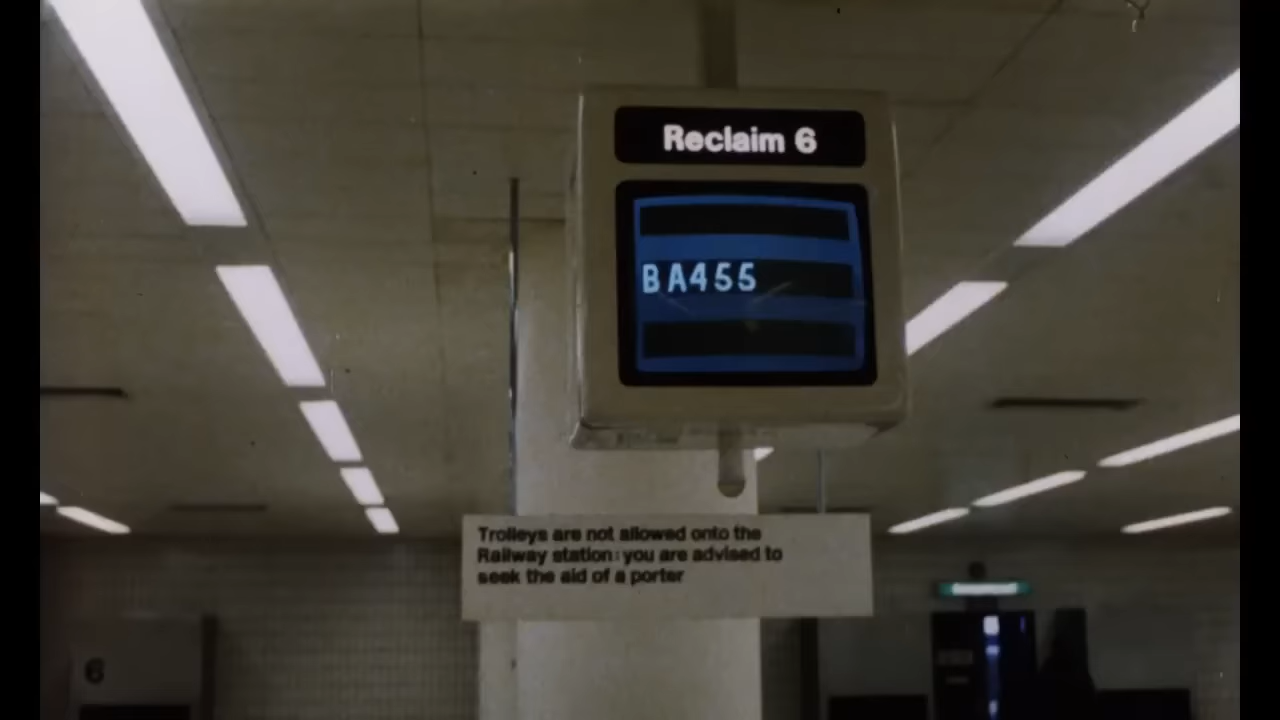 Reclaim 6
BA455
Trolleys are not allowed onto the
Railway station: you are advised to
seek the aid of a porter
6